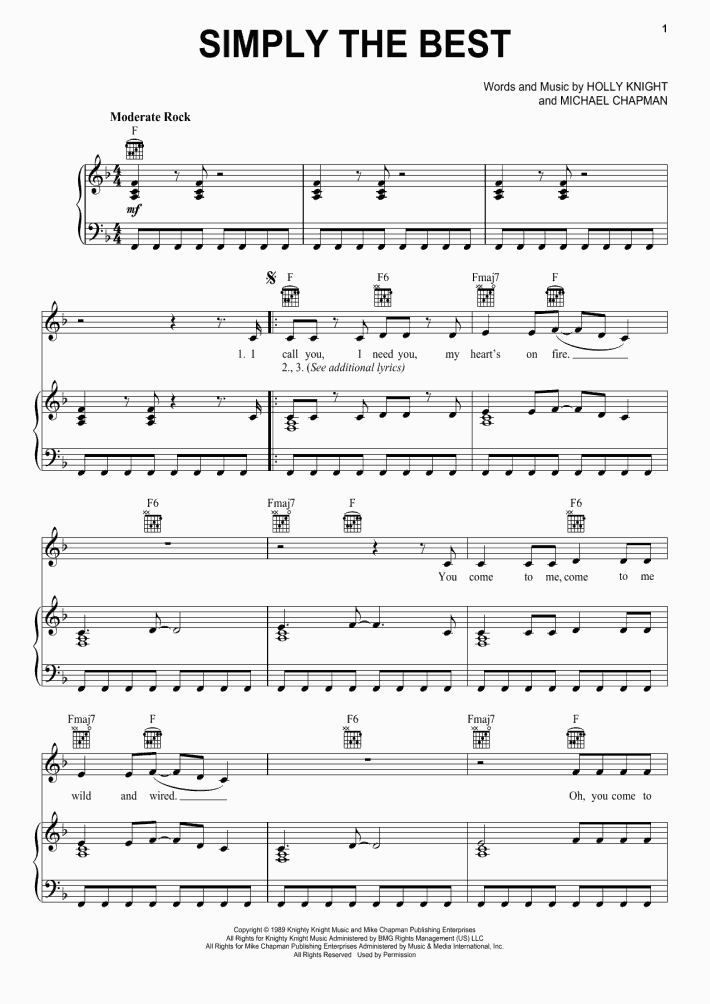 1
SIMPLY THE BEST
Words and Music by HOLLY KNIGHT
and MICHAEL CHAPMAN
Moderate Rock
F
4 4
mf
4 4
F F6 Fmaj7 F
1. I call you, I need you, my heart's on fire.
2., 3. (See additional lyrics)
F6 Fmaj7 F F6
You come to me, come to me
Fmaj7 F F6 Fmaj7 F
wild and wired. Oh, you come to
Copyright © 1989 Knighty Knight Music and Mike Chapman Publishing Enterprises
All Rights for Knighty Knight Music Administered by BMG Rights Management (US) LLC
All Rights for Mike Chapman Publishing Enterprises Administered by Music & Media International, Inc.
All Rights Reserved Used by Permission